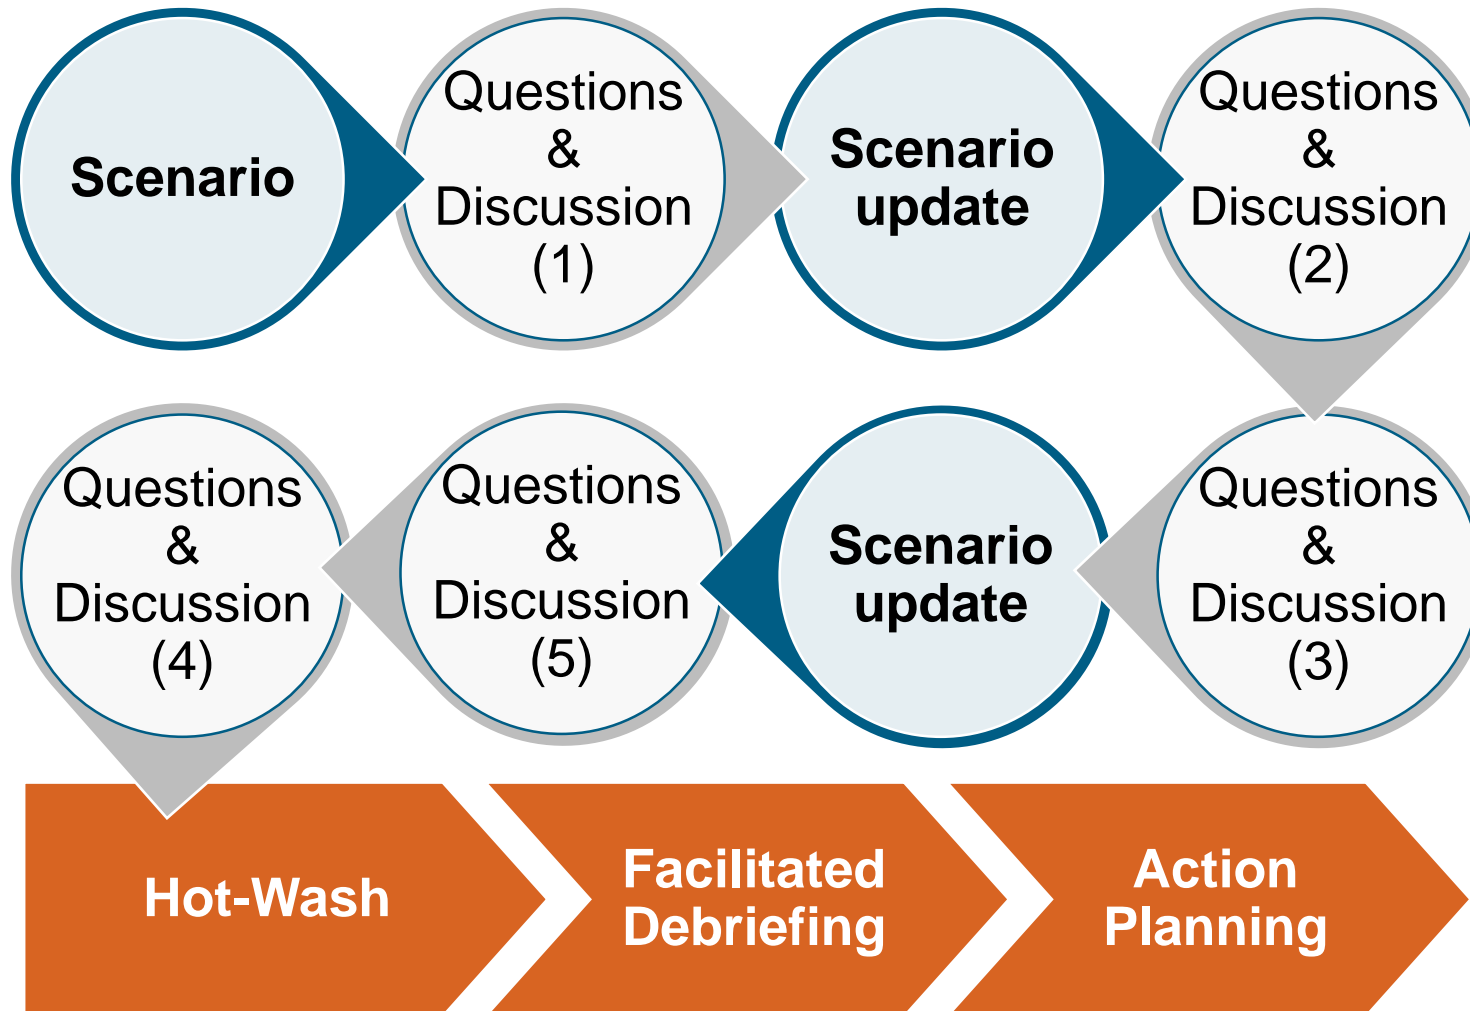 Scenario
Questions
&
Discussion
(1)
Scenario
update
Questions
&
Discussion
(2)
Questions
&
Discussion
(4)
Questions
&
Discussion
(5)
Scenario
update
Questions
&
Discussion
(3)
Hot-Wash
Facilitated
Debriefing
Action
Planning